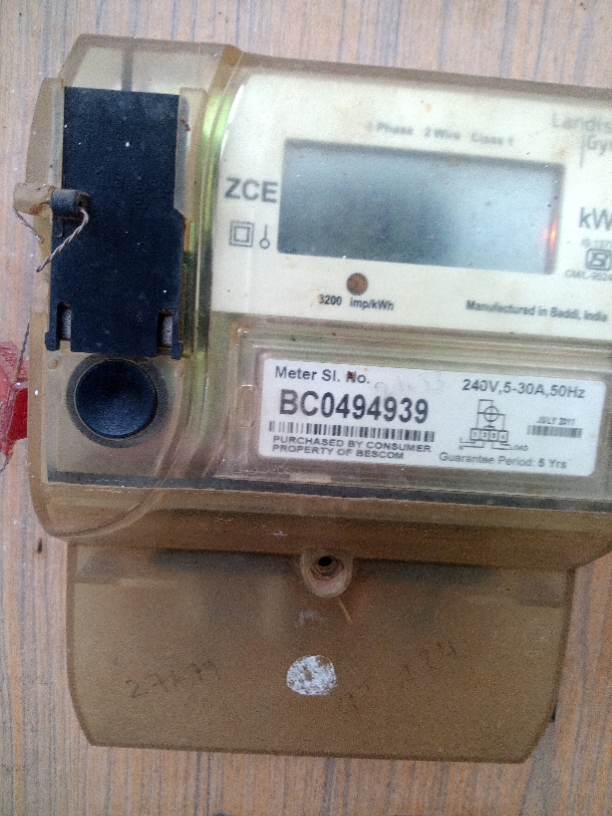 Landis
Gyr
1 Phase 2 Wire Class 1
ZCE
kW
3200 imp/kWh
Manufactured in Baddi, India
Meter Sl. No.
240V,5-30A,50Hz
BC0494939
JULY 2011
PURCHASED BY CONSUMER
PROPERTY OF BESCOM
Guarantee Period: 5 Yrs